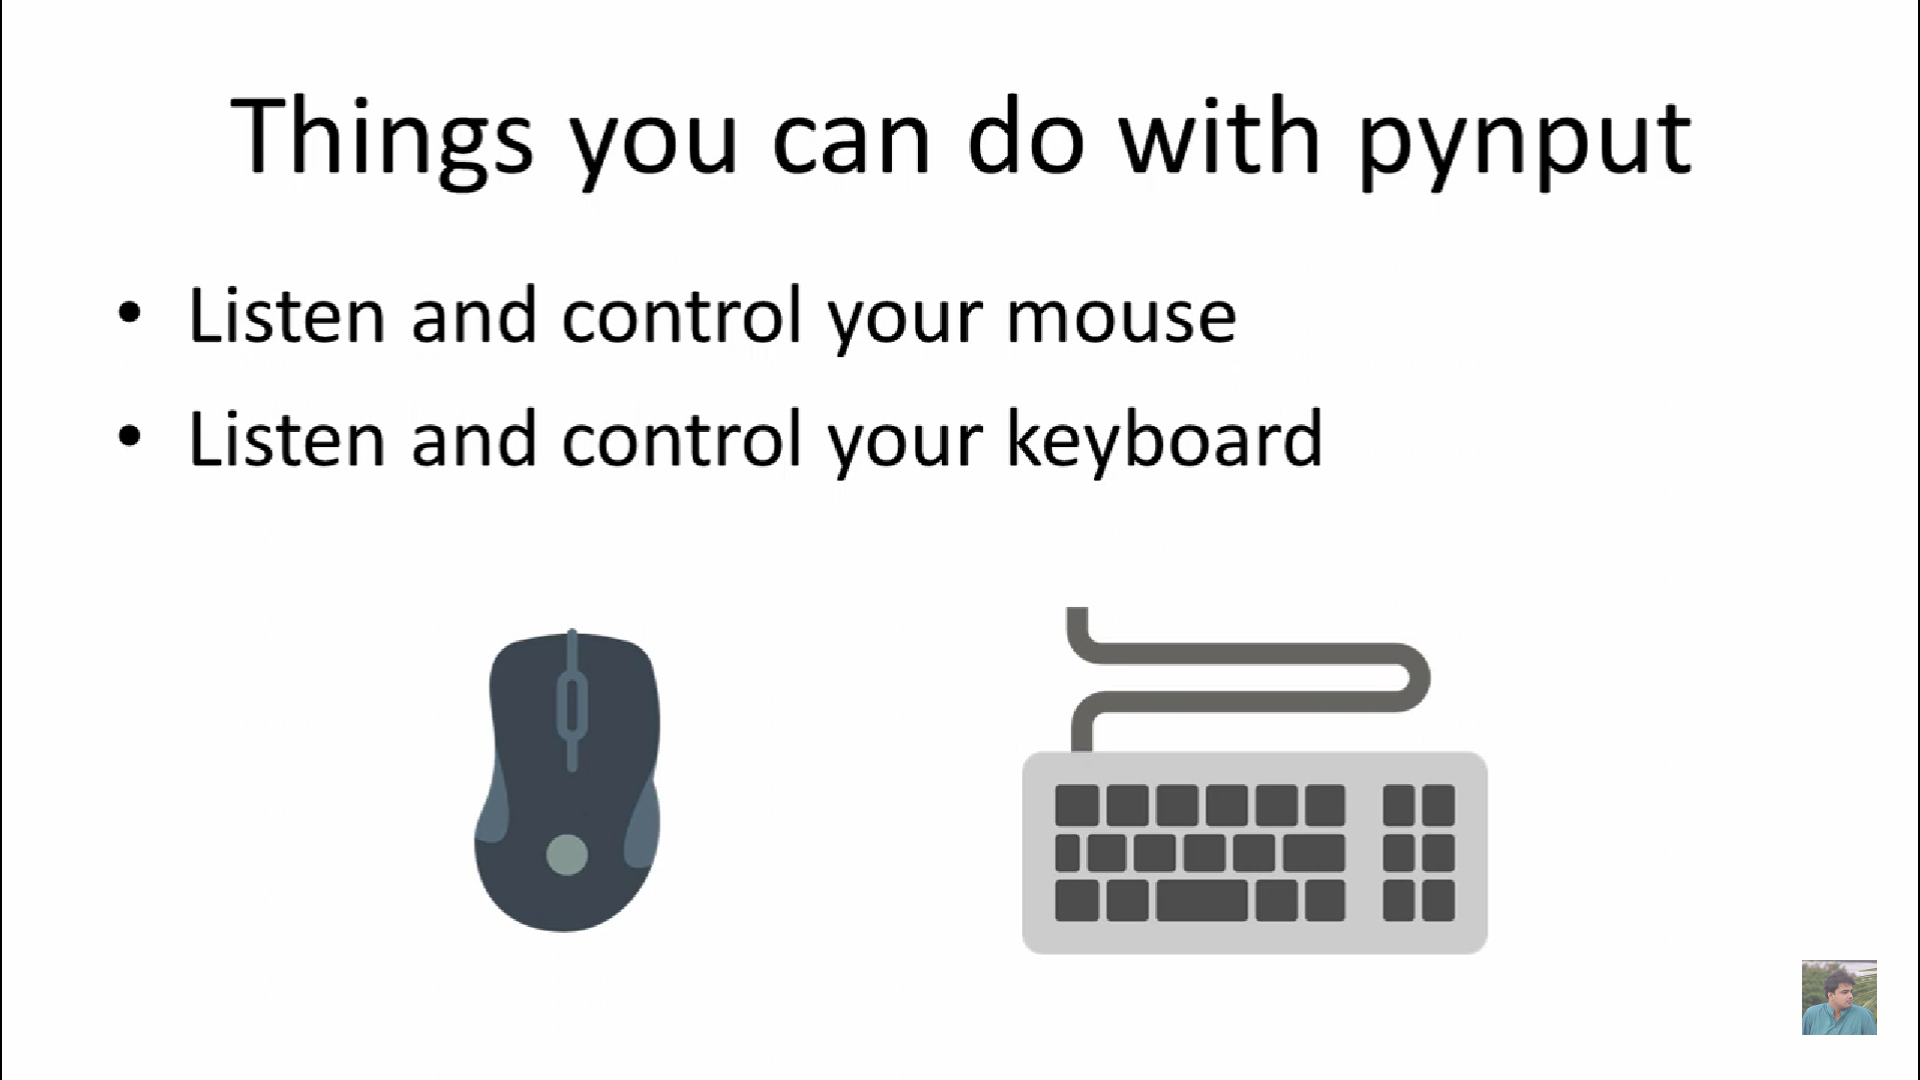 Things you can do with pynput
• Listen and control your mouse
• Listen and control your keyboard